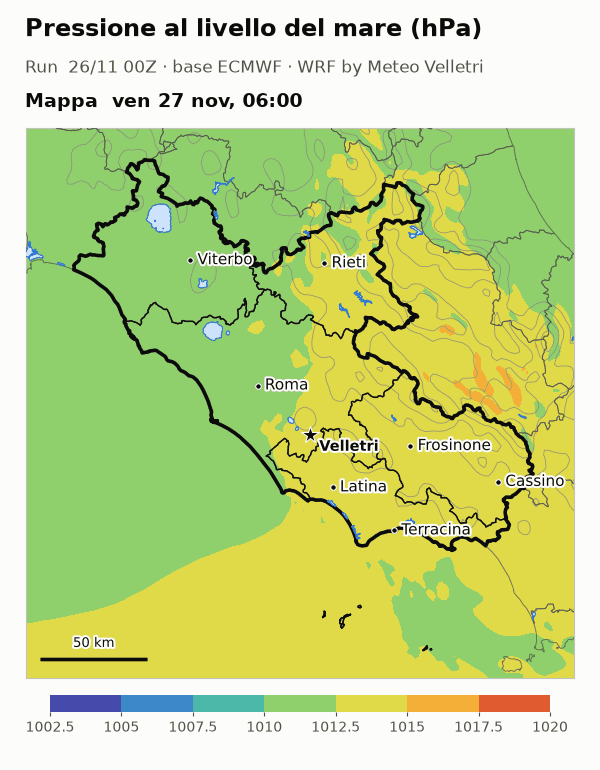 Pressione al livello del mare (hPa)
Run  26/11 00Z · base ECMWF · WRF by Meteo Velletri
Mappa  ven 27 nov, 06:00
Viterbo
Rieti
Roma
Velletri
Frosinone
Cassino
Latina
Terracina
50 km
1002.5 1005 1007.5 1010 1012.5 1015 1017.5 1020